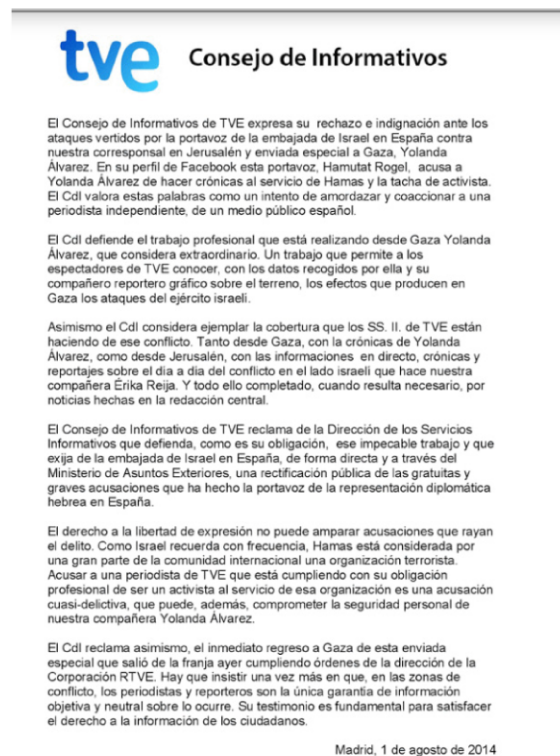 tve Consejo de Informativos
El Consejo de Informativos de TVE expresa su rechazo e indignación ante los
ataques vertidos por la portavoz de la embajada de Israel en España contra
nuestra corresponsal en Jerusalén y enviada especial a Gaza, Yolanda
Álvarez. En su perfil de Facebook esta portavoz, Hamutat Rogel, acusa a
Yolanda Álvarez de hacer crónicas al servicio de Hamas y la tacha de activista.
El CdI valora estas palabras como un intento de amordazar y coaccionar a una
periodista independiente, de un medio público español.
El CdI defiende el trabajo profesional que está realizando desde Gaza Yolanda
Álvarez, que considera extraordinario. Un trabajo que permite a los
espectadores de TVE conocer, con los datos recogidos por ella y su
compañero reportero gráfico sobre el terreno, los efectos que producen en
Gaza los ataques del ejército israelí.
Asimismo el CdI considera ejemplar la cobertura que los SS. II. de TVE están
haciendo de ese conflicto. Tanto desde Gaza, con la crónicas de Yolanda
Álvarez, como desde Jerusalén, con las informaciones en directo, crónicas y
reportajes sobre el dia a dia del conflicto en el lado israelí que hace nuestra
compañera Érika Reija. Y todo ello completado, cuando resulta necesario, por
noticias hechas en la redacción central.
El Consejo de Informativos de TVE reclama de la Dirección de los Servicios
Informativos que defienda, como es su obligación, ese impecable trabajo y que
exija de la embajada de Israel en España, de forma directa y a través del
Ministerio de Asuntos Exteriores, una rectificación pública de las gratuitas y
graves acusaciones que ha hecho la portavoz de la representación diplomática
hebrea en España.
El derecho a la libertad de expresión no puede amparar acusaciones que rayan
el delito. Como Israel recuerda con frecuencia, Hamas está considerada por
una gran parte de la comunidad internacional una organización terrorista.
Acusar a una periodista de TVE que está cumpliendo con su obligación
profesional de ser un activista al servicio de esa organización es una acusación
cuasi-delictiva, que puede, además, comprometer la seguridad personal de
nuestra compañera Yolanda Álvarez.
El CdI reclama asimismo, el inmediato regreso a Gaza de esta enviada
especial que salió de la franja ayer cumpliendo órdenes de la dirección de la
Corporación RTVE. Hay que insistir una vez más en que, en las zonas de
conflicto, los periodistas y reporteros son la única garantía de información
objetiva y neutral sobre lo ocurre. Su testimonio es fundamental para satisfacer
el derecho a la información de los ciudadanos.
Madrid, 1 de agosto de 2014